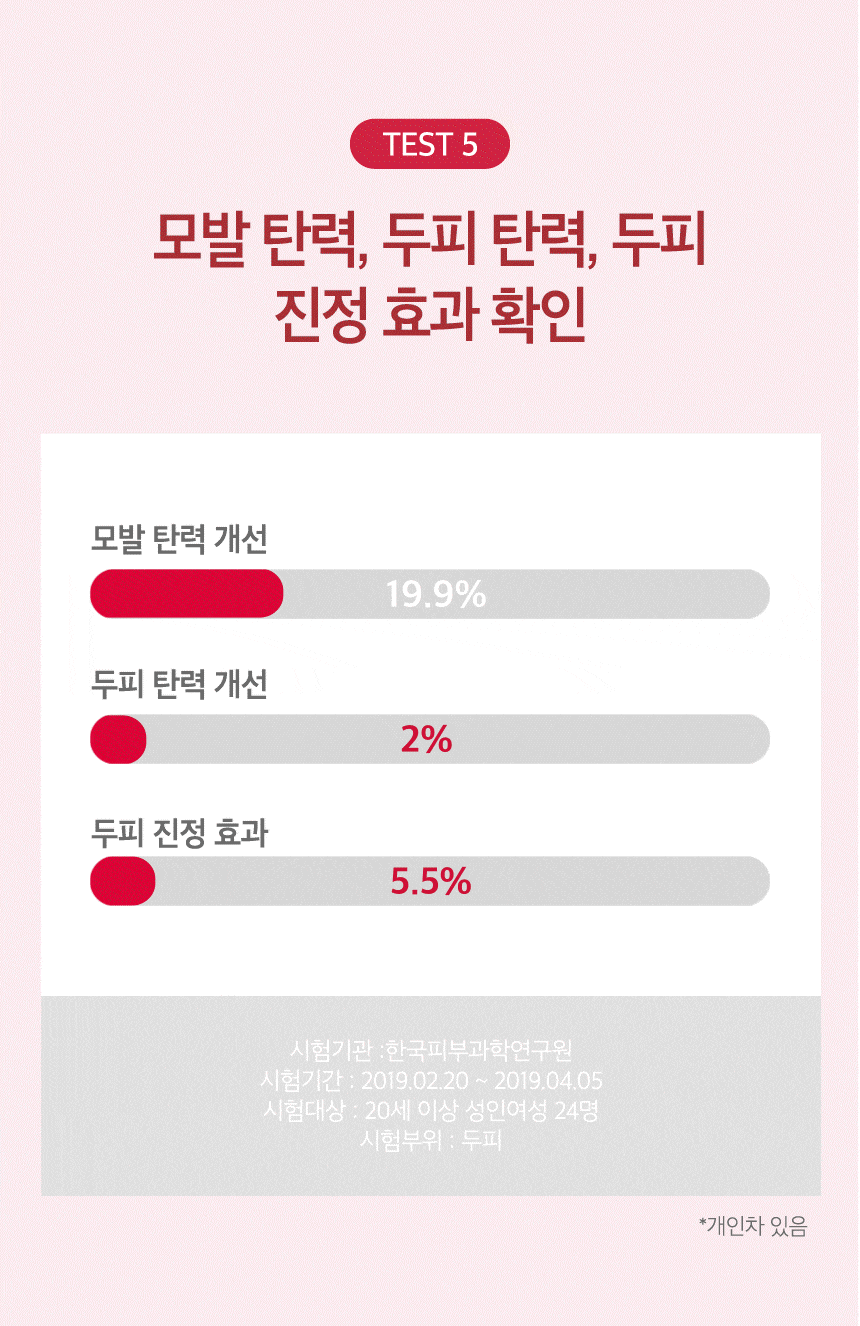 TEST 5
모발 탄력, 두피 탄력, 두피
진정 효과 확인
모발 탄력 개선
19.9%
두피 탄력 개선
2%
두피 진정 효과
5.5%
시험기관 :한국피부과학연구원
시험기간 : 2019.02.20 ~ 2019.04.05
시험대상 : 20세 이상 성인여성 24명
시험부위 : 두피
*개인차 있음